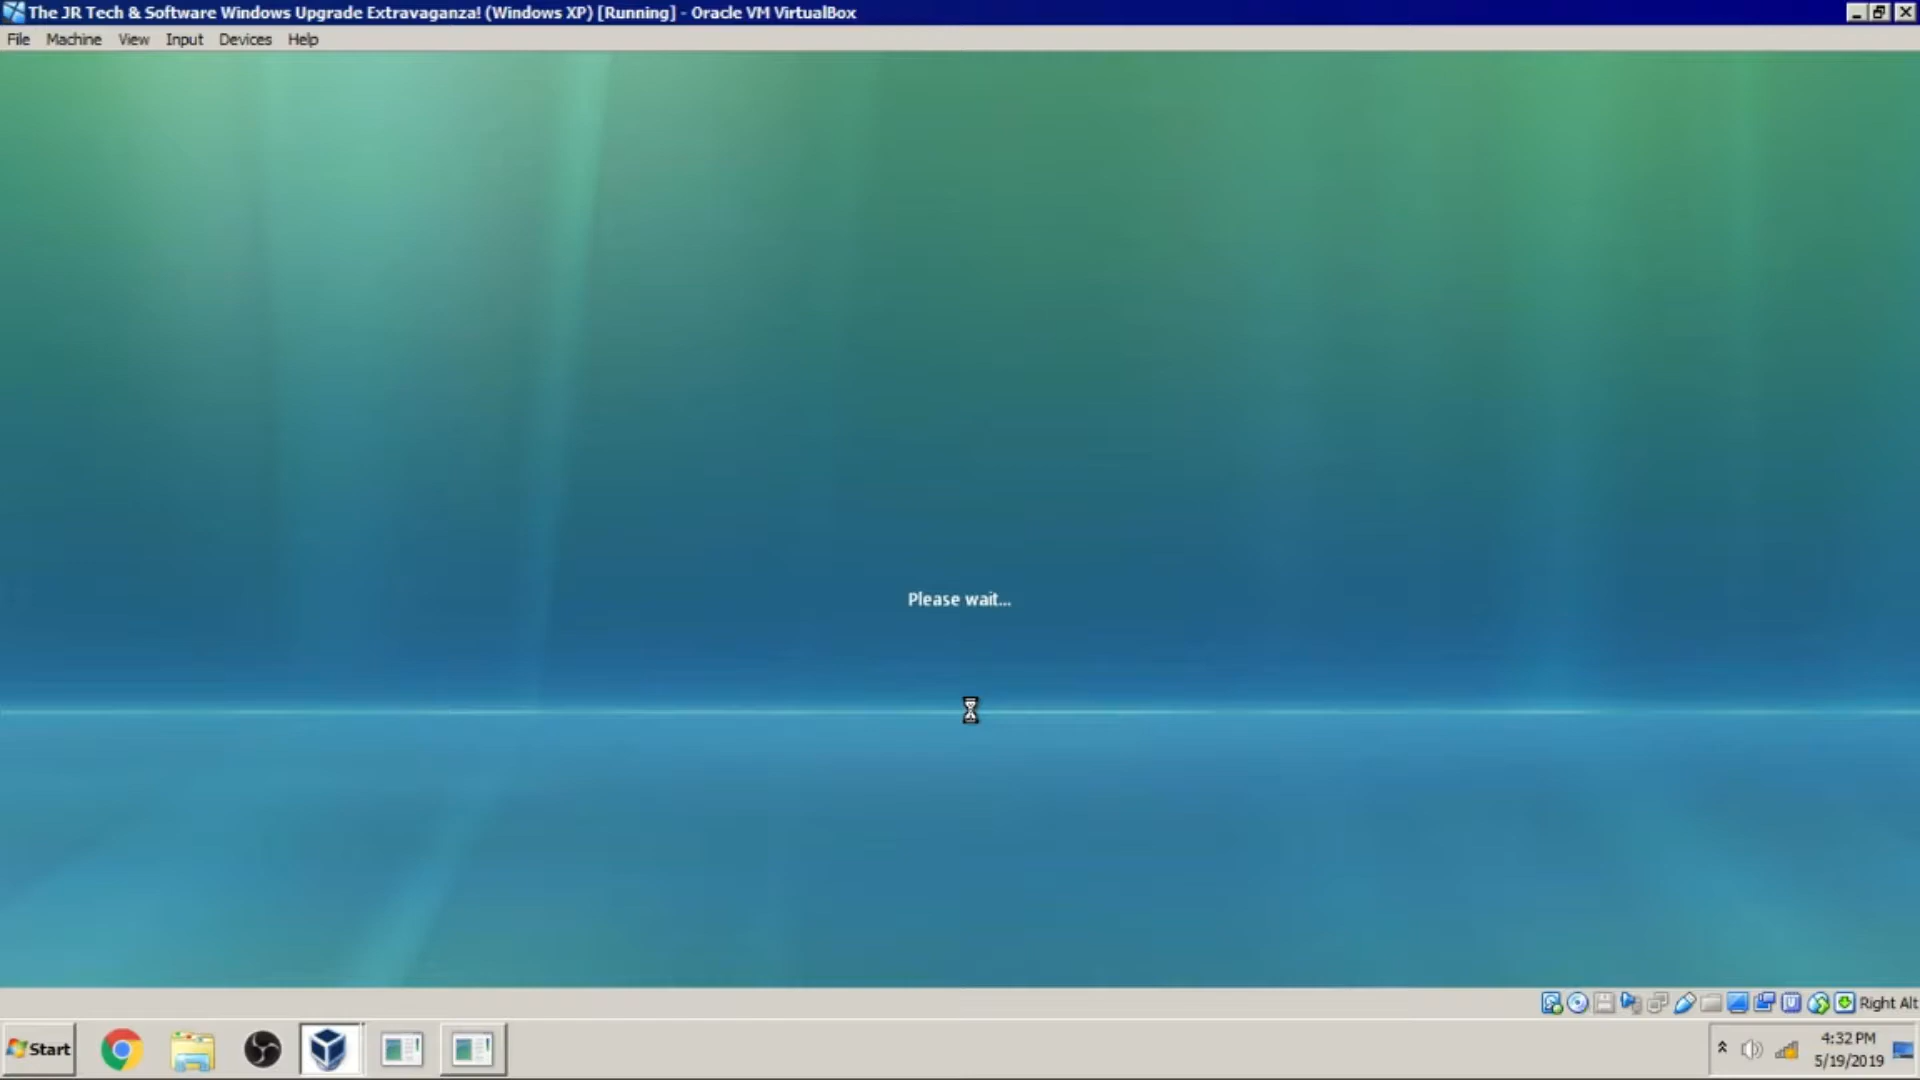 The JR Tech & Software Windows Upgrade Extravaganza! (Windows XP) [Running] - Oracle VM VirtualBox
File Machine View Input Devices Help
Please wait...
Right Alt
Start
4:32 PM
5/19/2019